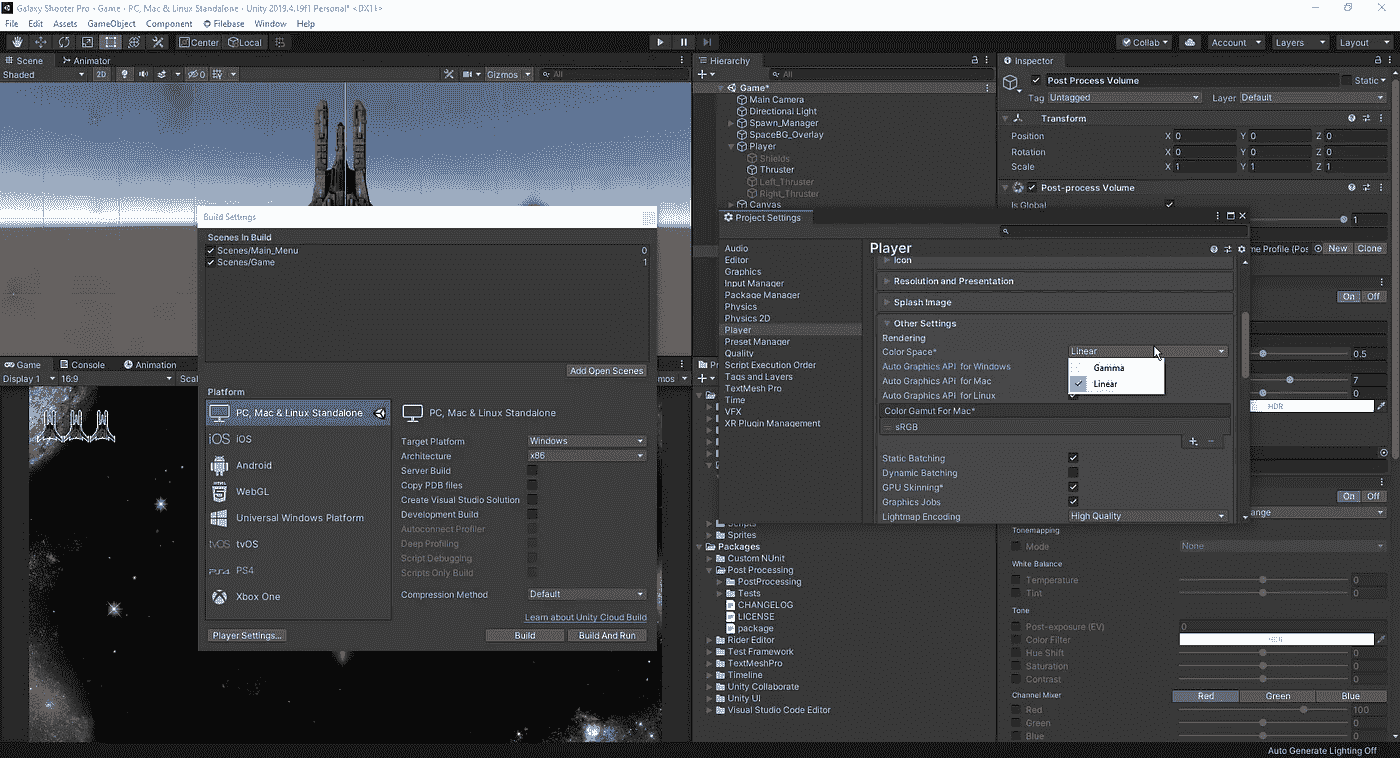 Galaxy Shooter Pro - Game - PC, Mac & Linux Standalone - Unity 2019.4.19f1 Personal* <DX11>
File Edit Assets GameObject Component Filebase Window Help
Center Local Collab Account Layers Layout
Scene Animator
Shaded 2D 0 Gizmos All
Hierarchy
All
Game*
Main Camera
Directional Light
Spawn_Manager
SpaceBG_Overlay
Player
Shields
Thruster
Left_Thruster
Right_Thruster
Canvas
Inspector
Post Process Volume Static
Tag Untagged Layer Default
Transform
Position X 0 Y 0 Z 0
Rotation X 0 Y 0 Z 0
Scale X 1 Y 1 Z 1
Post-process Volume
Is Global
1
New Clone
On Off
0.5
7
0
HDR
On Off
Build Settings
Scenes In Build
Scenes/Main_Menu 0
Scenes/Game 1
Add Open Scenes
Platform
PC, Mac & Linux Standalone
iOS iOS
Android
WebGL
Universal Windows Platform
tvOS tvOS
PS4 PS4
Xbox One
PC, Mac & Linux Standalone
Target Platform Windows
Architecture x86
Server Build
Copy PDB files
Create Visual Studio Solution
Development Build
Autoconnect Profiler
Deep Profiling
Script Debugging
Scripts Only Build
Compression Method Default
Learn about Unity Cloud Build
Player Settings... Build Build And Run
Game Console Animation
Display 1 16:9 Scal
Project Settings
Audio
Editor
Graphics
Input Manager
Package Manager
Physics
Physics 2D
Player
Preset Manager
Quality
Script Execution Order
Tags and Layers
TextMesh Pro
Time
VFX
XR Plugin Management
Player
Icon
Resolution and Presentation
Splash Image
Other Settings
Rendering
Color Space* Linear
Gamma
Linear
Auto Graphics API for Windows
Auto Graphics API for Mac
Auto Graphics API for Linux
Color Gamut For Mac*
sRGB
Static Batching
Dynamic Batching
GPU Skinning*
Graphics Jobs
Lightmap Encoding High Quality
Scripts
Sprites
Packages
Custom NUnit
Post Processing
PostProcessing
Tests
CHANGELOG
LICENSE
package
Rider Editor
Test Framework
TextMeshPro
Timeline
Unity Collaborate
Unity UI
Visual Studio Code Editor
Tonemapping
Mode None
White Balance
Temperature 0
Tint 0
Tone
Post-exposure (EV) 0
Color Filter HDR
Hue Shift 0
Saturation 0
Contrast 0
Channel Mixer Red Green Blue
Red 100
Green 0
Blue 0
Auto Generate Lighting Off